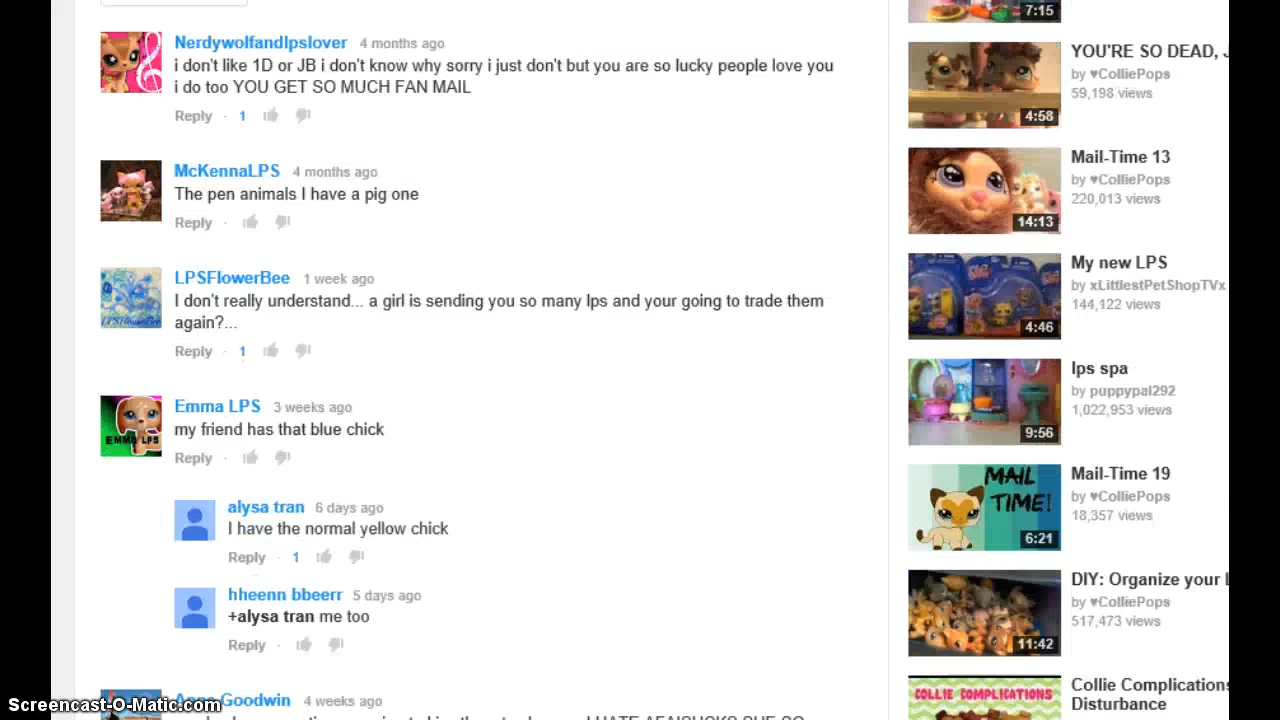 Nerdywolfandlpslover 4 months ago
i don't like 1D or JB i don't know why sorry i just don't but you are so lucky people love you
i do too YOU GET SO MUCH FAN MAIL
Reply · 1
McKennaLPS 4 months ago
The pen animals I have a pig one
Reply ·
LPSFlowerBee
LPSFlowerBee 1 week ago
I don't really understand... a girl is sending you so many lps and your going to trade them
again?...
Reply · 1
EMMA LPS
Emma LPS 3 weeks ago
my friend has that blue chick
Reply ·
alysa tran 6 days ago
I have the normal yellow chick
Reply · 1
hheenn bbeerr 5 days ago
+alysa tran me too
Reply ·
Goodwin 4 weeks ago
I HATE
7:15
YOU'RE SO DEAD,
by ♥ColliePops
59,198 views
4:58
Mail-Time 13
by ♥ColliePops
220,013 views
14:13
My new LPS
by xLittlestPetShopTVx
144,122 views
4:46
lps spa
by puppypal292
1,022,953 views
9:56
MAIL
TIME!
6:21
Mail-Time 19
by ♥ColliePops
18,357 views
DIY: Organize your
by ♥ColliePops
517,473 views
11:42
COLLIE COMPLICATIONS
Collie Complications
Disturbance
Screencast-O-Matic.com